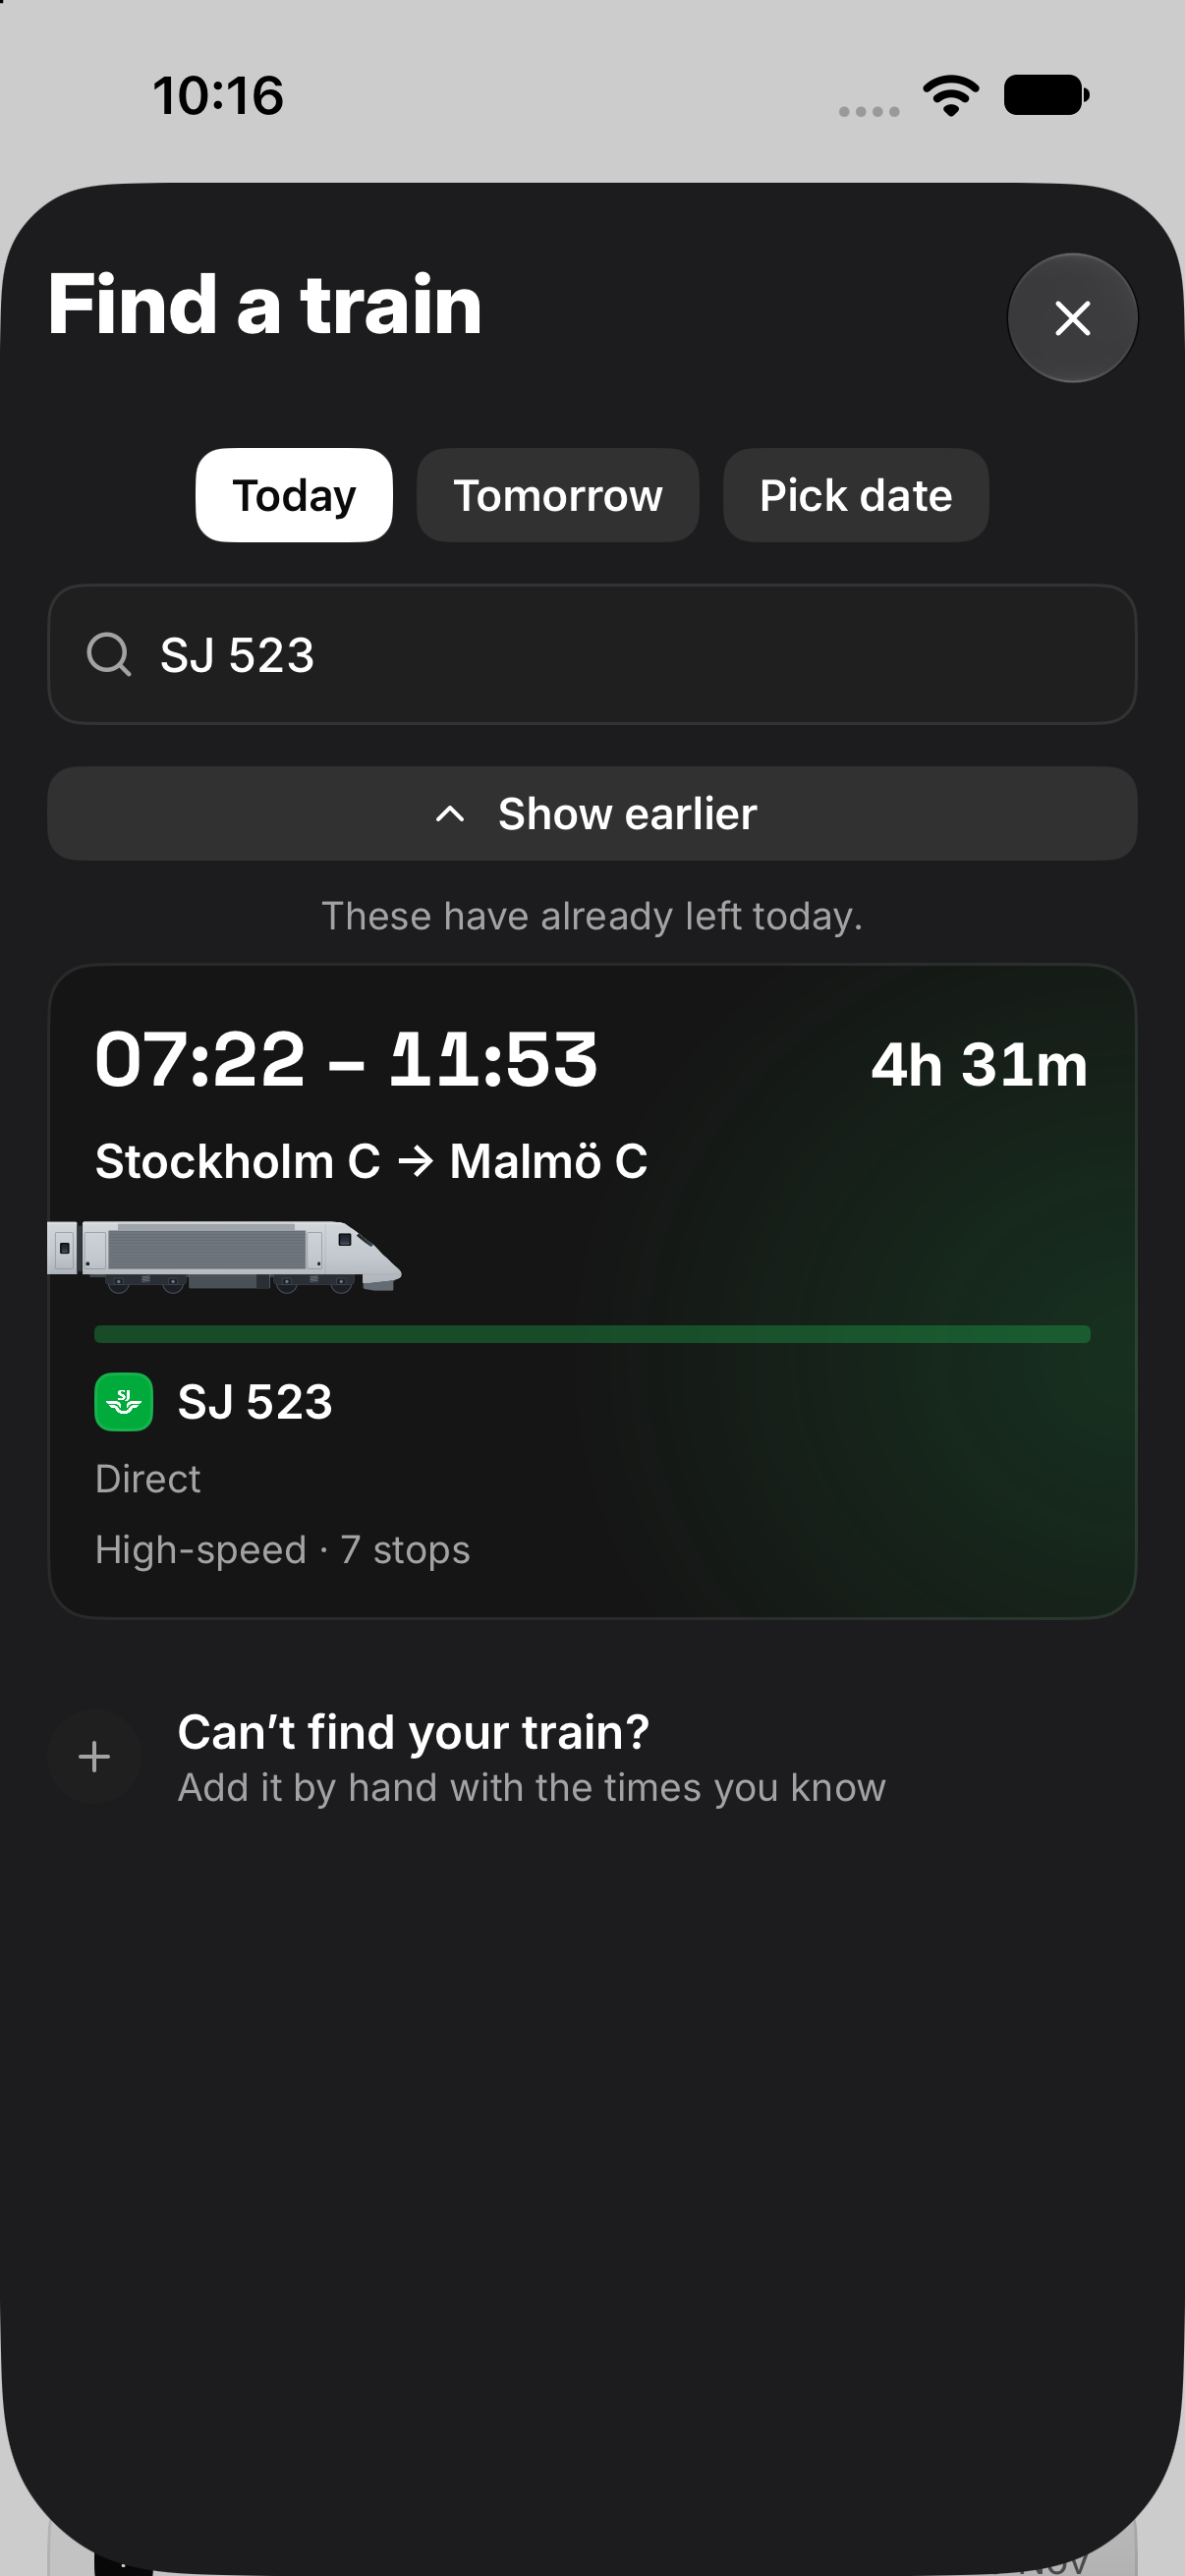 10:16
Find a train
Today
Tomorrow
Pick date
SJ 523
Show earlier
These have already left today.
07:22 – 11:53
4h 31m
Stockholm C → Malmö C
SJ
SJ 523
Direct
High-speed · 7 stops
Can’t find your train?
Add it by hand with the times you know
Nov